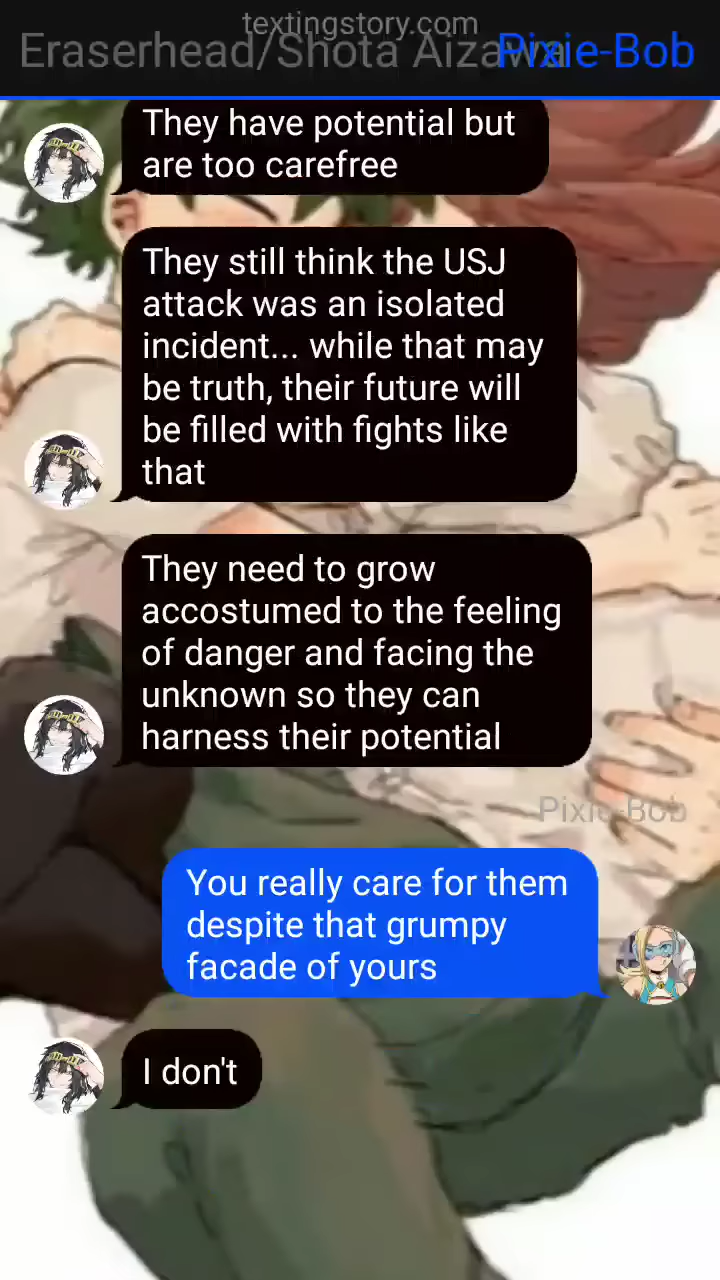 textingstory.com
Eraserhead/Shota Aizawa
Pixie-Bob
They have potential but
are too carefree
They still think the USJ
attack was an isolated
incident... while that may
be truth, their future will
be filled with fights like
that
They need to grow
accostumed to the feeling
of danger and facing the
unknown so they can
harness their potential
Pixie-Bob
You really care for them
despite that grumpy
facade of yours
I don't